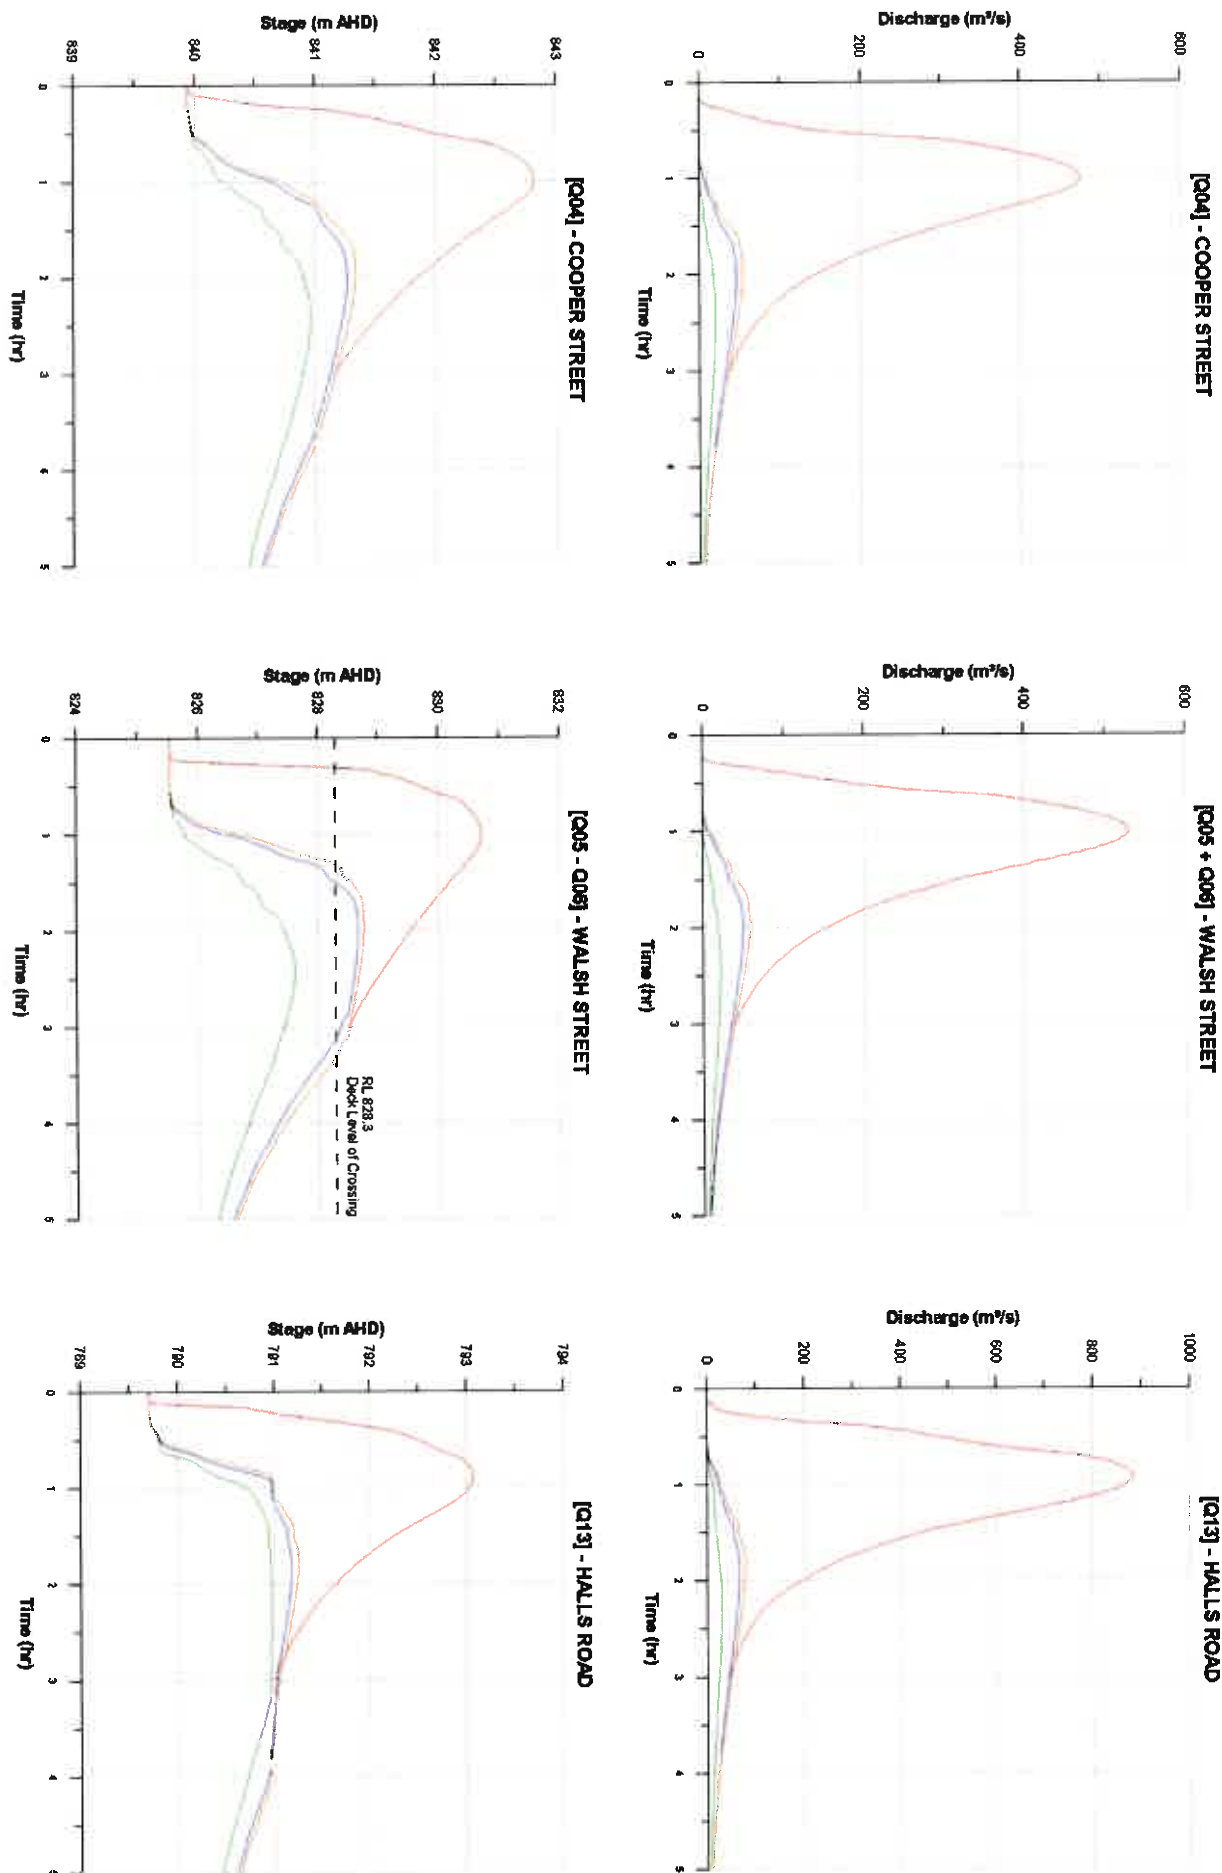 [Q04] - COOPER STREET
Discharge (m³/s)
600
400
200
0
0 1 2 3 4 5
Time (hr)
[Q05 + Q06] - WALSH STREET
Discharge (m³/s)
600
400
200
0
0 1 2 3 4 5
Time (hr)
[Q13] - HALLS ROAD
Discharge (m³/s)
1000
800
600
400
200
0
0 1 2 3 4 5
Time (hr)
[Q04] - COOPER STREET
Stage (m AHD)
843
842
841
840
839
0 1 2 3 4 5
Time (hr)
[Q05 - Q06] - WALSH STREET
Stage (m AHD)
832
830
828
826
824
RL 828.3
Deck Level of Crossing
0 1 2 3 4 5
Time (hr)
[Q13] - HALLS ROAD
Stage (m AHD)
794
793
792
791
790
789
0 1 2 3 4
Time (hr)